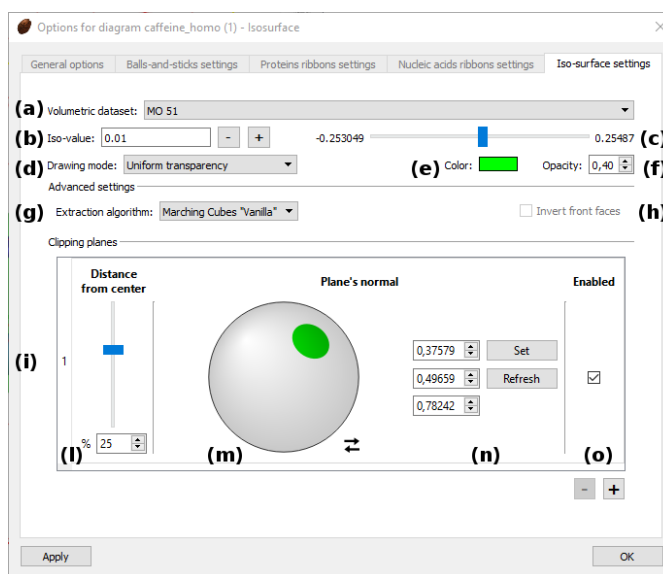 Options for diagram caffeine_homo (1) - Isosurface
General options Balls-and-sticks settings Proteins ribbons settings Nucleic acids ribbons settings Iso-surface settings
(a) Volumetric dataset: MO 51
(b) Iso-value: 0.01 - + -0.253049 0.25487 (c)
(d) Drawing mode: Uniform transparency (e) Color: Opacity: 0,40 (f)
Advanced settings
(g) Extraction algorithm: Marching Cubes "Vanilla" Invert front faces (h)
Clipping planes
Distance
from center Plane's normal Enabled
0,37579 Set
(i) 1 0,49659 Refresh
0,78242
% 25
(l) (m) (n) (o)
- +
Apply OK